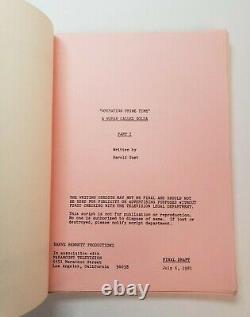 "OPERATION PRIME TIME"
A WOMAN CALLED GOLDA
PART I
Written by
Harold Gast
THE WRITING CREDITS MAY NOT BE FINAL AND SHOULD
NOT BE USED FOR PUBLICITY OR ADVERTISING PURPOSES WITHOUT
FIRST CHECKING WITH THE TELEVISION LEGAL DEPARTMENT.
This script is not for publication or reproduction.
No one is authorized to dispose of same. If lost or
destroyed, please notify script department.
HARVE BENNETT PRODUCTIONS
In association with
PARAMOUNT TELEVISION
5451 Marathon Street
Los Angeles, California 90038
FINAL DRAFT
July 6, 1981